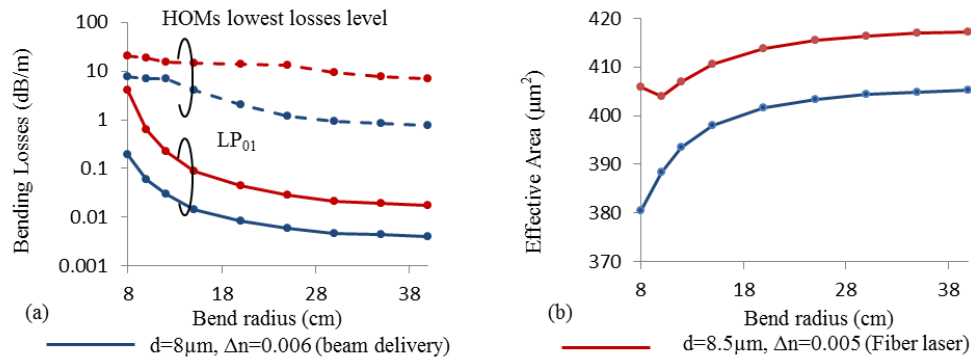 HOMs lowest losses level
100
10
1
0.1
0.01
0.001
Bending Losses (dB/m)
LP01
8
18
28
38
Bend radius (cm)
(a)
420
410
400
390
380
370
Effective Area (µm²)
8
18
28
38
Bend radius (cm)
(b)
d=8µm, Δn=0.006 (beam delivery)
d=8.5µm, Δn=0.005 (Fiber laser)